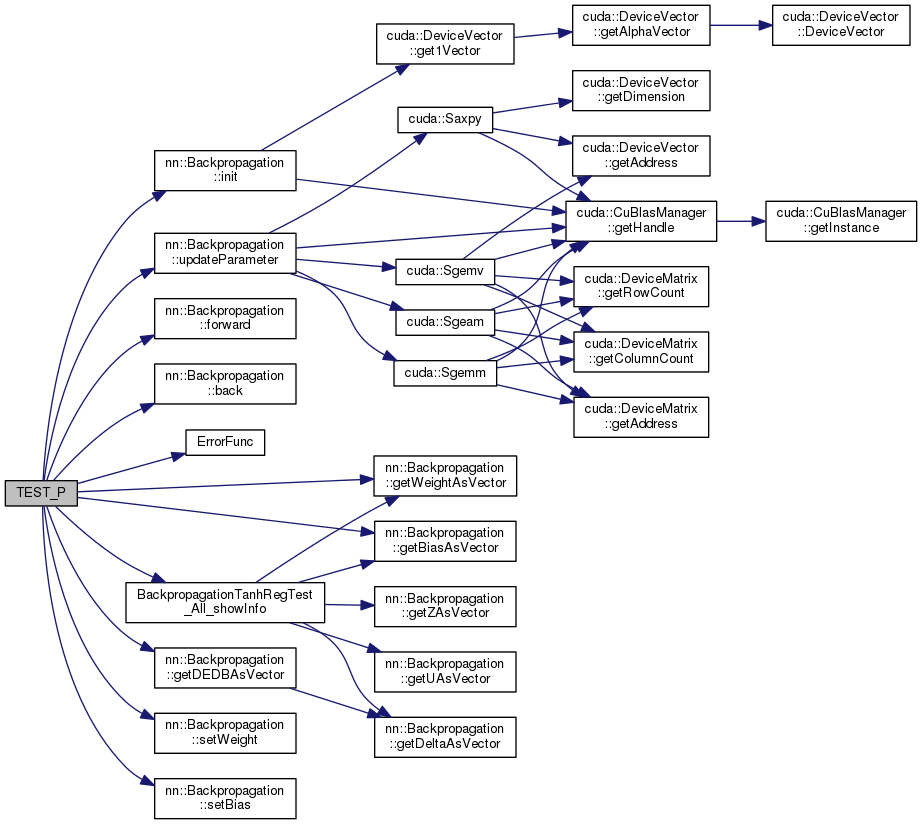 TEST_P
nn::Backpropagation
::init
nn::Backpropagation
::updateParameter
nn::Backpropagation
::forward
nn::Backpropagation
::back
ErrorFunc
BackpropagationTanhRegTest
_All_showInfo
nn::Backpropagation
::getDEDBAsVector
nn::Backpropagation
::setWeight
nn::Backpropagation
::setBias
cuda::DeviceVector
::get1Vector
cuda::Saxpy
cuda::Sgemv
cuda::Sgeam
cuda::Sgemm
nn::Backpropagation
::getWeightAsVector
nn::Backpropagation
::getBiasAsVector
nn::Backpropagation
::getZAsVector
nn::Backpropagation
::getUAsVector
nn::Backpropagation
::getDeltaAsVector
cuda::DeviceVector
::getAlphaVector
cuda::DeviceVector
::getDimension
cuda::DeviceVector
::getAddress
cuda::CuBlasManager
::getHandle
cuda::DeviceMatrix
::getRowCount
cuda::DeviceMatrix
::getColumnCount
cuda::DeviceMatrix
::getAddress
cuda::DeviceVector
::DeviceVector
cuda::CuBlasManager
::getInstance